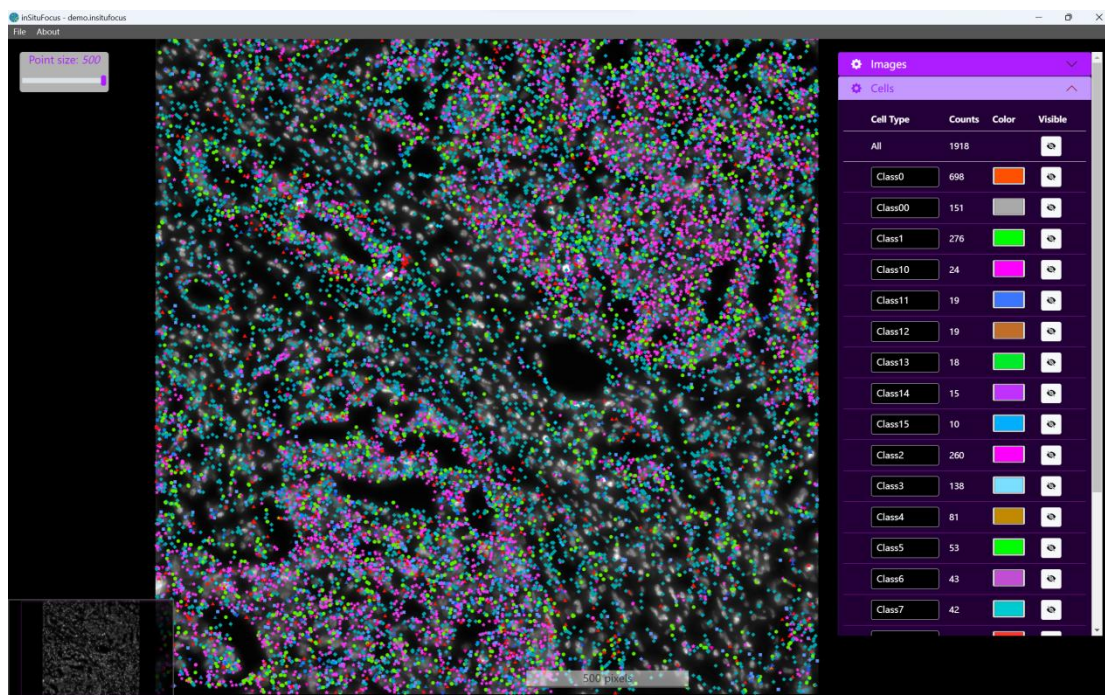 inSituFocus - demo.insitufocus
File About
Point size: 500
Images
Cells
Cell Type Counts Color Visible
All 1918
Class0 698
Class00 151
Class1 276
Class10 24
Class11 19
Class12 19
Class13 18
Class14 15
Class15 10
Class2 260
Class3 138
Class4 81
Class5 53
Class6 43
Class7 42
500 pixels